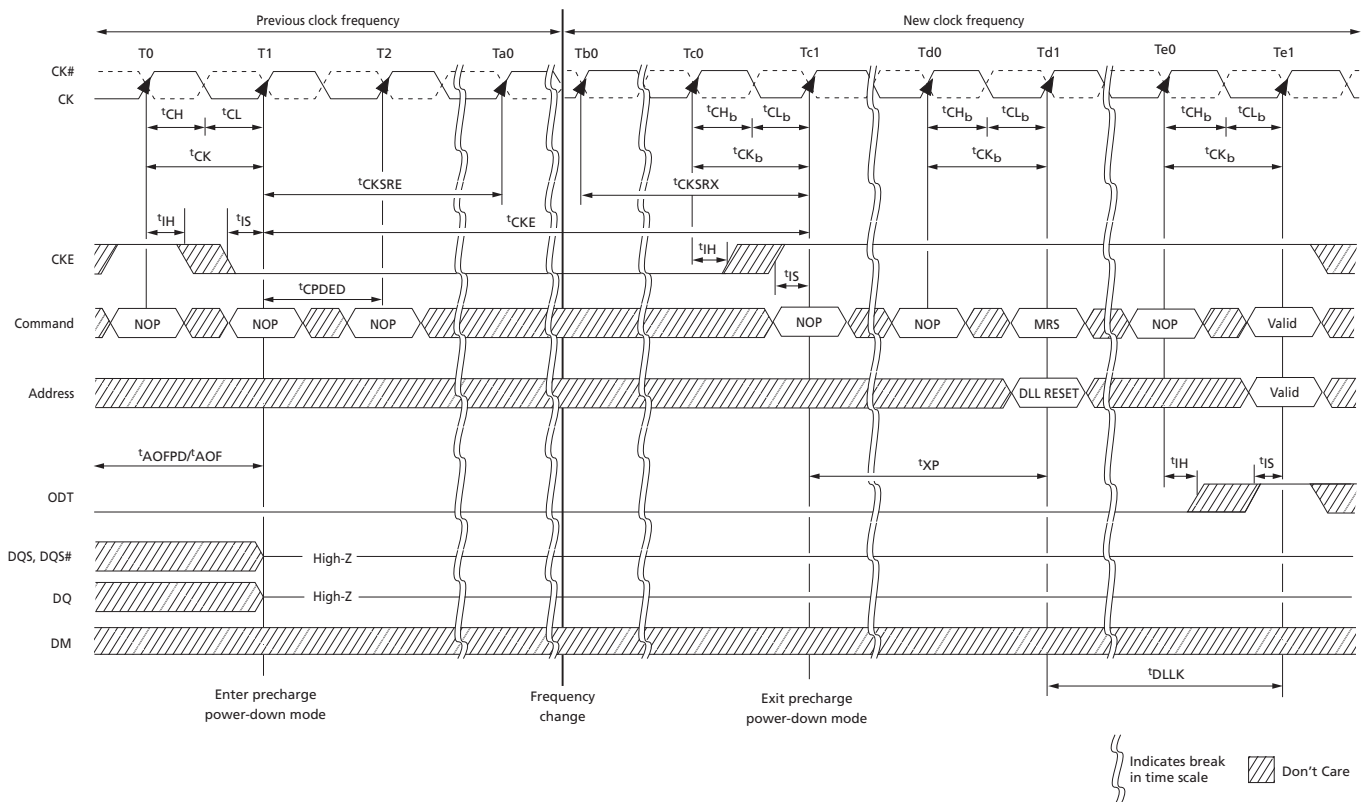 Previous clock frequency New clock frequency
T0 T1 T2 Ta0 Tb0 Tc0 Tc1 Td0 Td1 Te0 Te1
CK#
CK
tCH tCL tCHb tCLb tCHb tCLb tCHb tCLb
tCK tCKb tCKb tCKb
tCKSRE tCKSRX
tIH tIS tCKE
CKE tIH
tIS
tCPDED
Command NOP NOP NOP NOP NOP MRS NOP Valid
Address DLL RESET Valid
tAOFPD/tAOF tXP tIH tIS
ODT
DQS, DQS# High-Z
DQ High-Z
DM
tDLLK
Enter precharge
power-down mode
Frequency
change
Exit precharge
power-down mode
Indicates break
in time scale
Don't Care